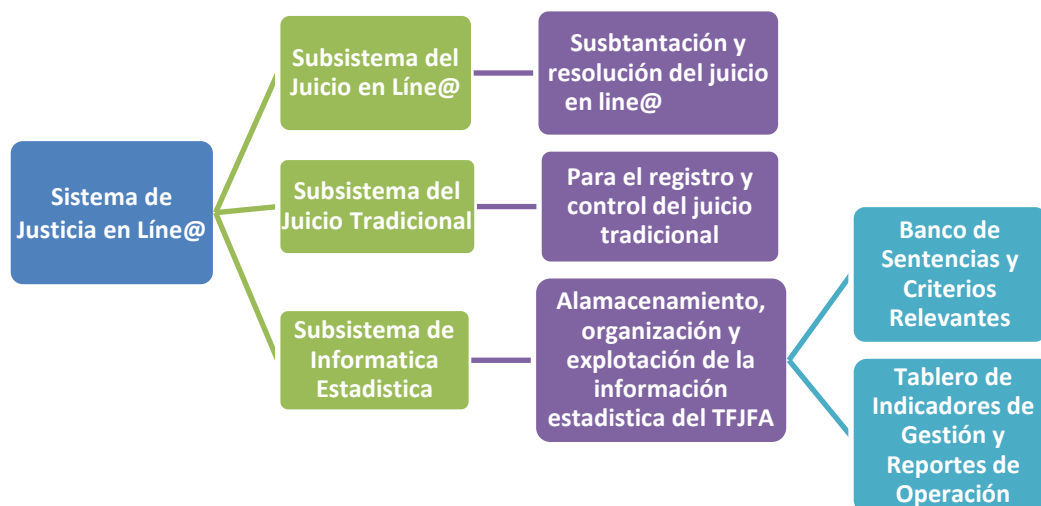 Sistema de
Justicia en Líne@
Subsistema del
Juicio en Líne@
Susbtantación y
resolución del juicio
en line@
Subsistema del
Juicio Tradicional
Para el registro y
control del juicio
tradicional
Subsistema de
Informatica
Estadistica
Alamacenamiento,
organización y
explotación de la
información
estadistica del TFJFA
Banco de
Sentencias y
Criterios
Relevantes
Tablero de
Indicadores de
Gestión y
Reportes de
Operación